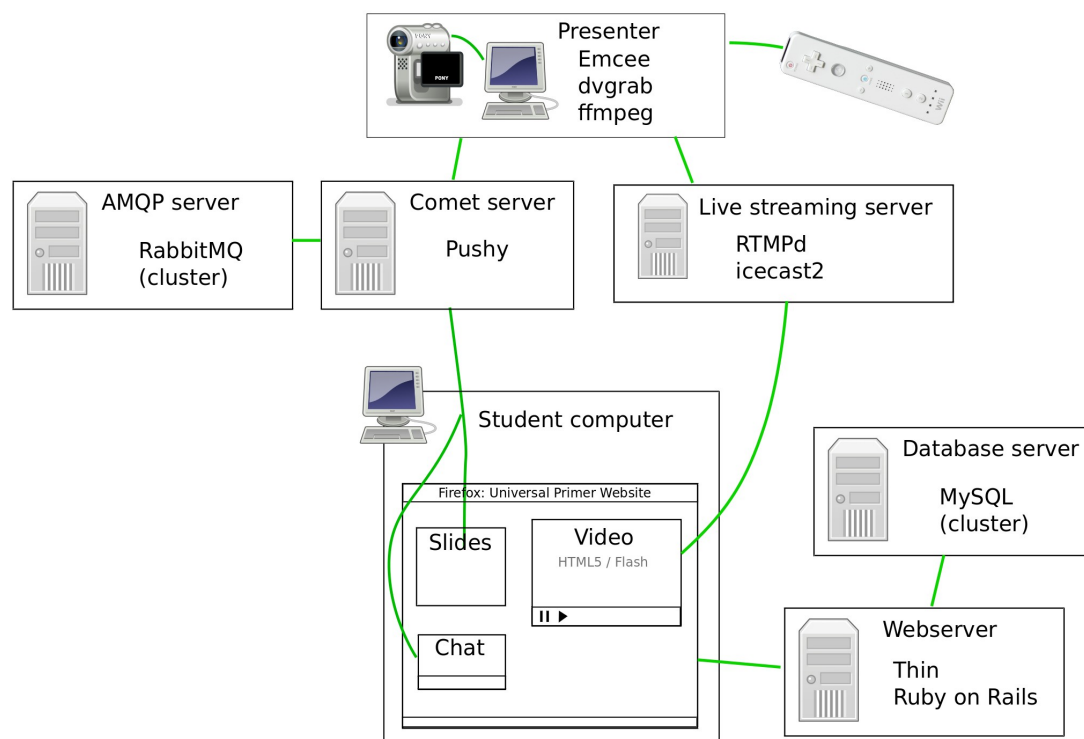 Presenter
Emcee
dvgrab
ffmpeg
PONY
PONY
Wii
AMQP server
RabbitMQ
(cluster)
Comet server
Pushy
Live streaming server
RTMPd
icecast2
Student computer
Firefox: Universal Primer Website
Slides
Video
HTML5 / Flash
Chat
Database server
MySQL
(cluster)
Webserver
Thin
Ruby on Rails